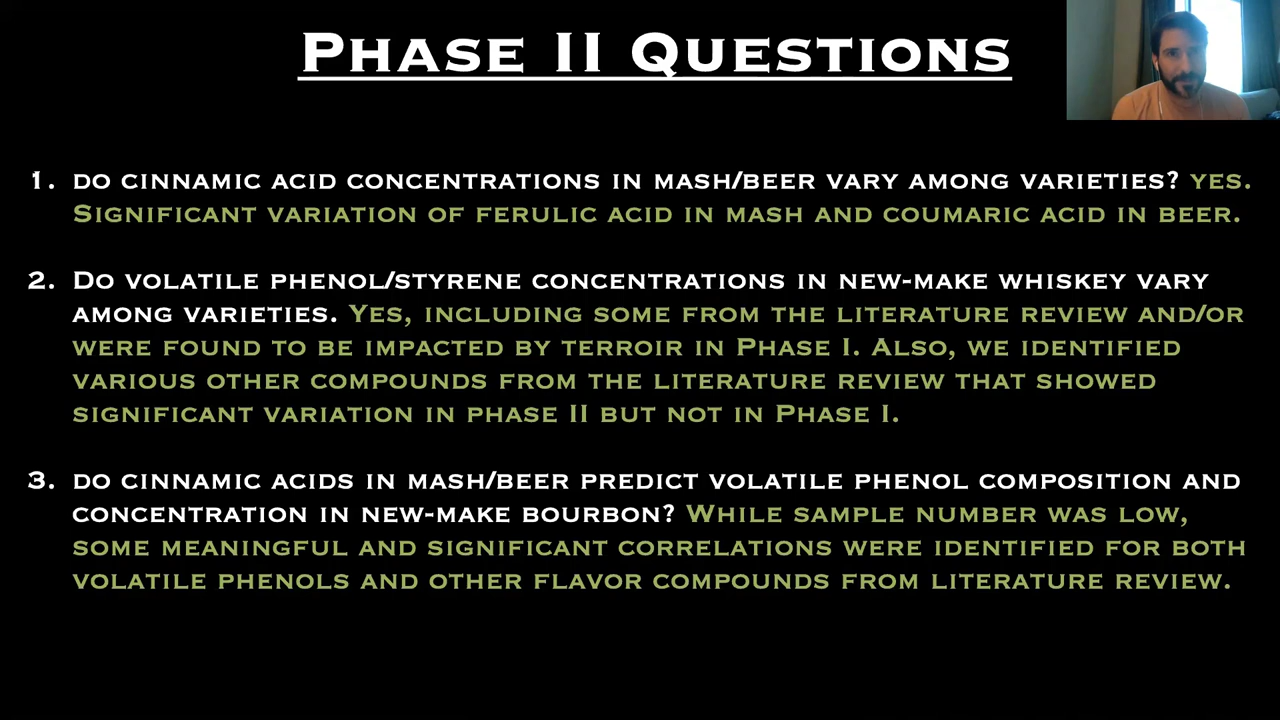 PHASE II QUESTIONS
1. DO CINNAMIC ACID CONCENTRATIONS IN MASH/BEER VARY AMONG VARIETIES? YES.
SIGNIFICANT VARIATION OF FERULIC ACID IN MASH AND COUMARIC ACID IN BEER.
2. DO VOLATILE PHENOL/STYRENE CONCENTRATIONS IN NEW-MAKE WHISKEY VARY
AMONG VARIETIES. YES, INCLUDING SOME FROM THE LITERATURE REVIEW AND/OR
WERE FOUND TO BE IMPACTED BY TERROIR IN PHASE I. ALSO, WE IDENTIFIED
VARIOUS OTHER COMPOUNDS FROM THE LITERATURE REVIEW THAT SHOWED
SIGNIFICANT VARIATION IN PHASE II BUT NOT IN PHASE I.
3. DO CINNAMIC ACIDS IN MASH/BEER PREDICT VOLATILE PHENOL COMPOSITION AND
CONCENTRATION IN NEW-MAKE BOURBON? WHILE SAMPLE NUMBER WAS LOW,
SOME MEANINGFUL AND SIGNIFICANT CORRELATIONS WERE IDENTIFIED FOR BOTH
VOLATILE PHENOLS AND OTHER FLAVOR COMPOUNDS FROM LITERATURE REVIEW.